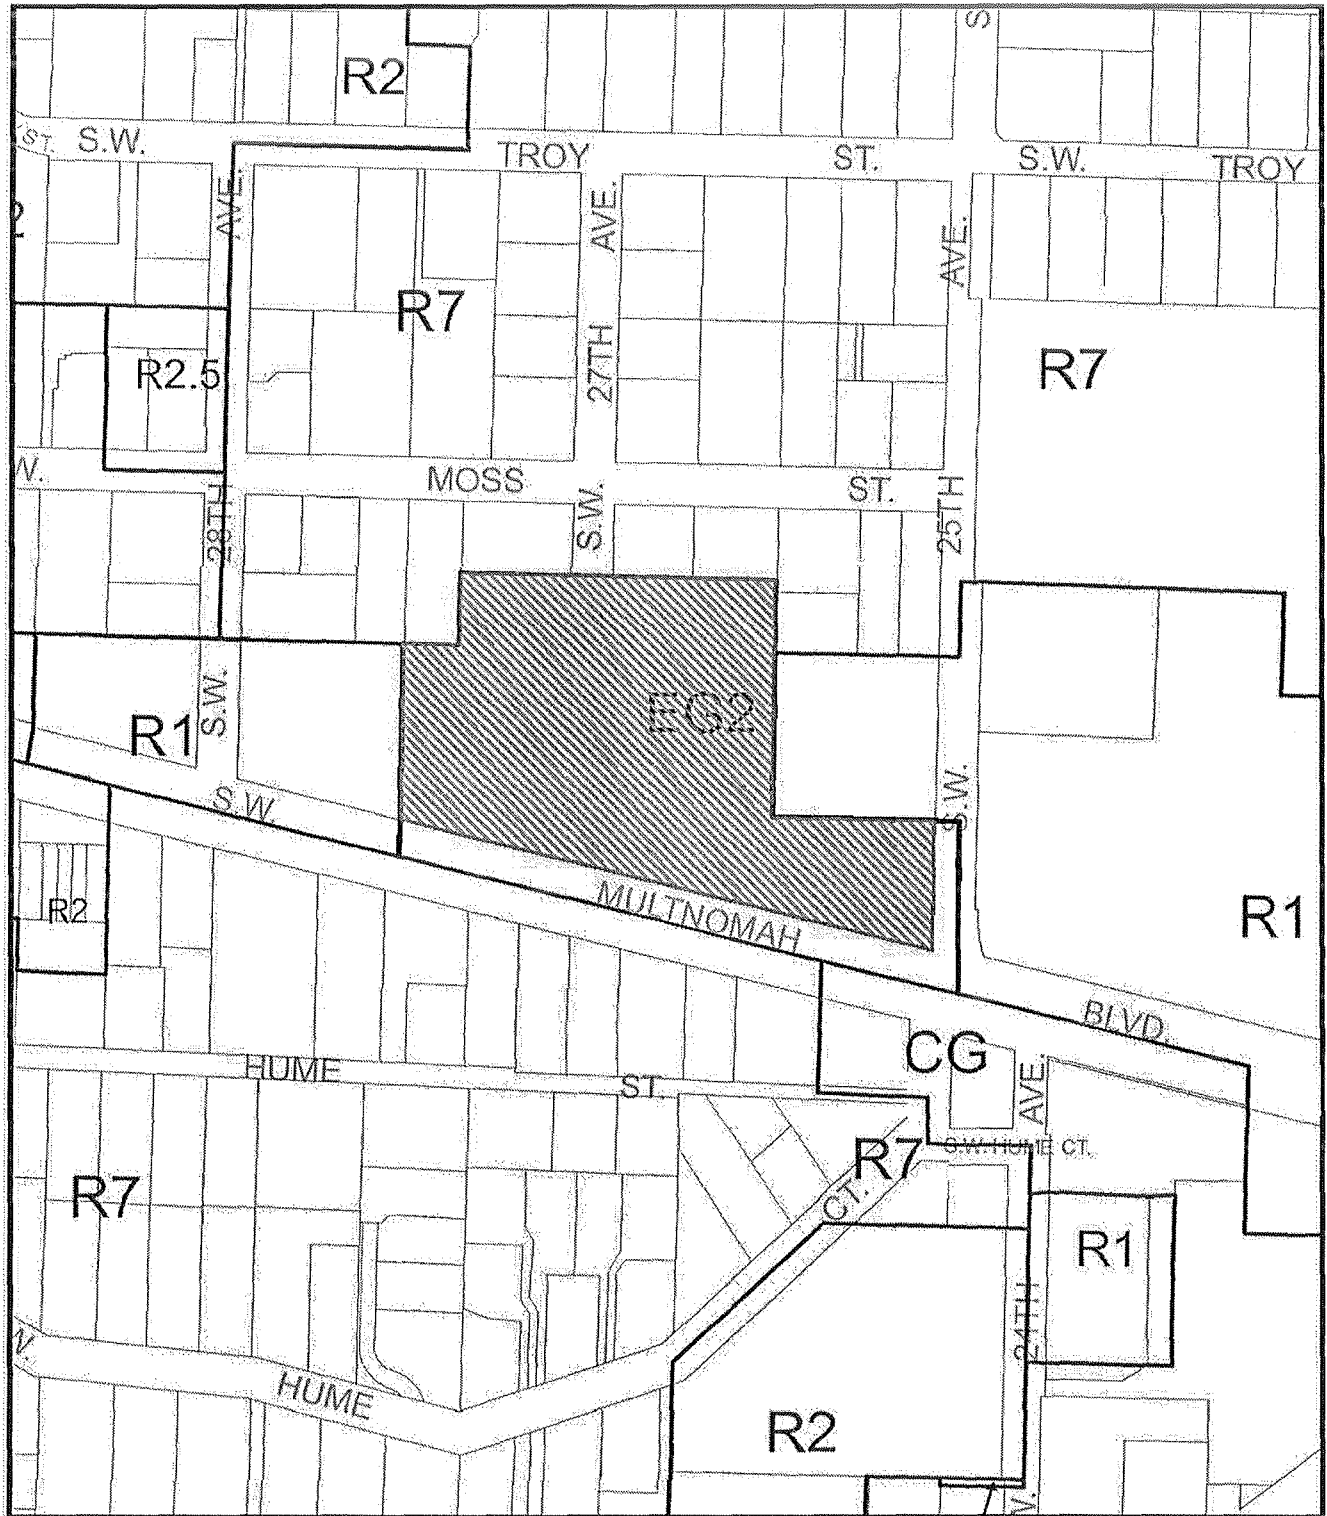 S
R2
ST.
S.W.
TROY
ST.
S.W.
TROY
AVE.
AVE.
AVE.
2
R7
R7
27TH
R2.5
W.
MOSS
ST.
28TH
S.W.
25TH
S.W.
EG2
R1
S.W.
S.W.
R2
MULTNOMAH
R1
BLVD.
CG
HUME
ST.
AVE.
R7
S.W. HUME CT.
R7
CT.
R1
24TH
W.
HUME
R2
W.